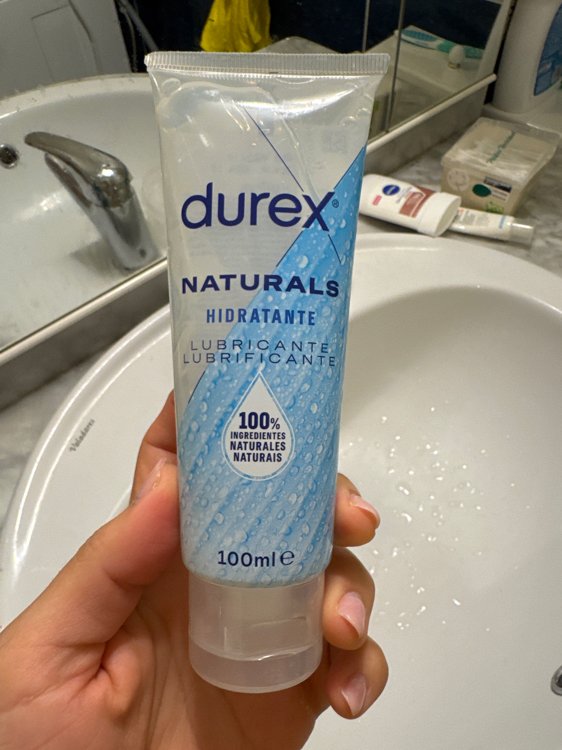 durex®
NATURALS
HIDRATANTE
LUBRICANTE
LUBRIFICANTE
100%
INGREDIENTES
NATURALES
NATURAIS
100ml ℮